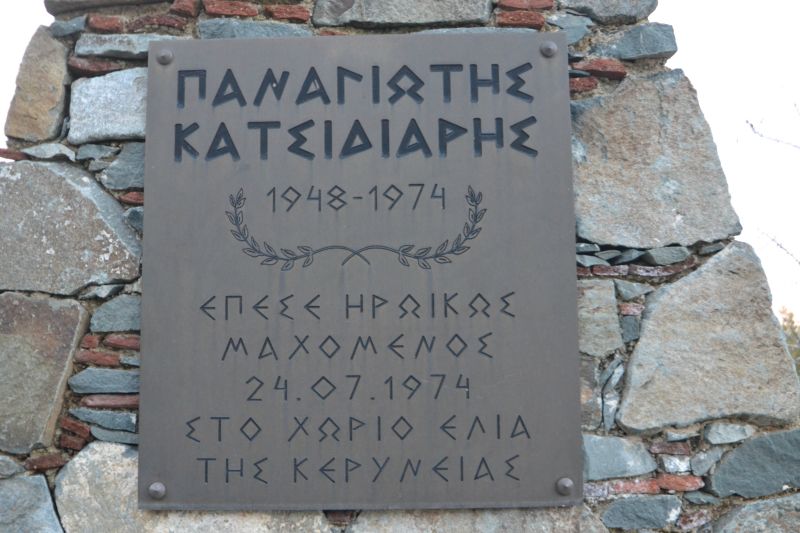 ΠΑΝΑΓΙΩΤΗΣ
ΚΑΤΣΙΔΙΑΡΗΣ
1948-1974
ΕΠΕΣΕ ΗΡΩΙΚΩΣ
ΜΑΧΟΜΕΝΟΣ
24.07.1974
ΣΤΟ ΧΩΡΙΟ ΕΛΙΑ
ΤΗΣ ΚΕΡΥΝΕΙΑΣ